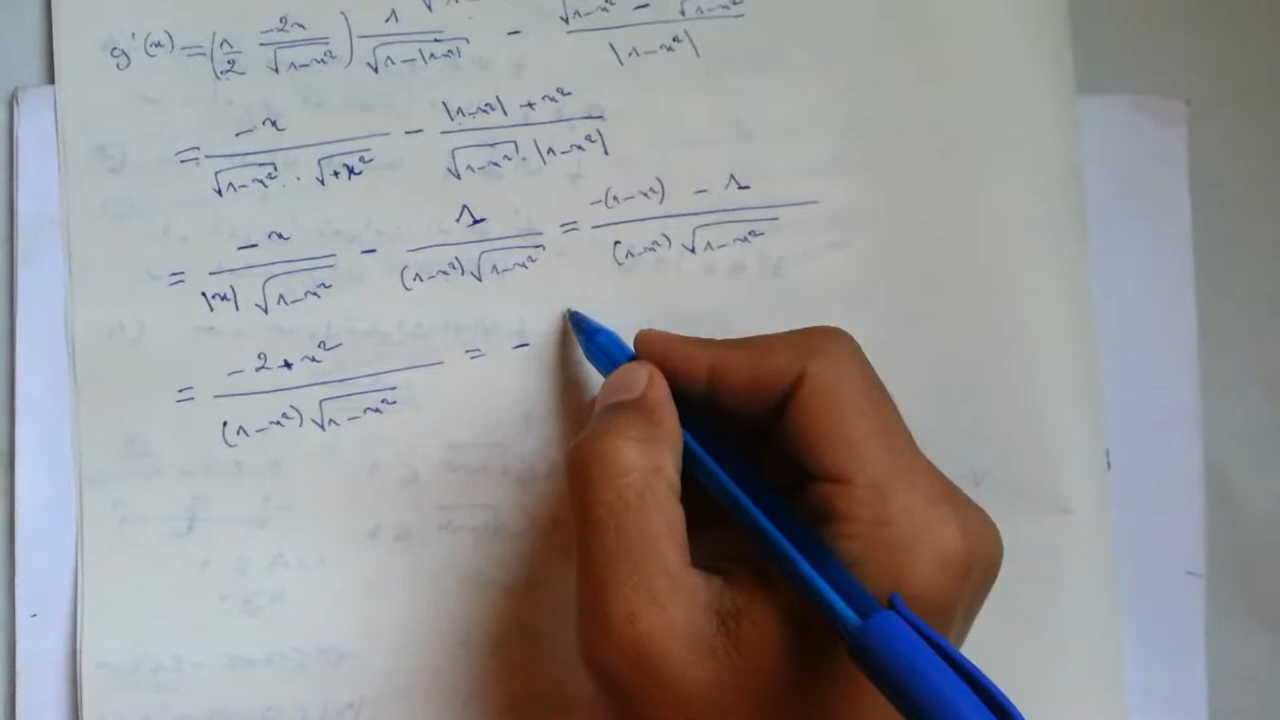 g'(x) = (1/2 -2x/√(1-x²)) 1/√(1-|1-x²|) - √(1-x²) - √(1-x²)/|1-x²|
= -x/(√(1-x²) · √(+x²)) - (|1-x²| + x²)/(√(1-x²) · |1-x²|)
= -x/(|x| √(1-x²)) - 1/((1-x²)√(1-x²)) = (-(1-x²) - 1)/((1-x²) √(1-x²))
= (-2+x²)/((1-x²)√(1-x²)) = -